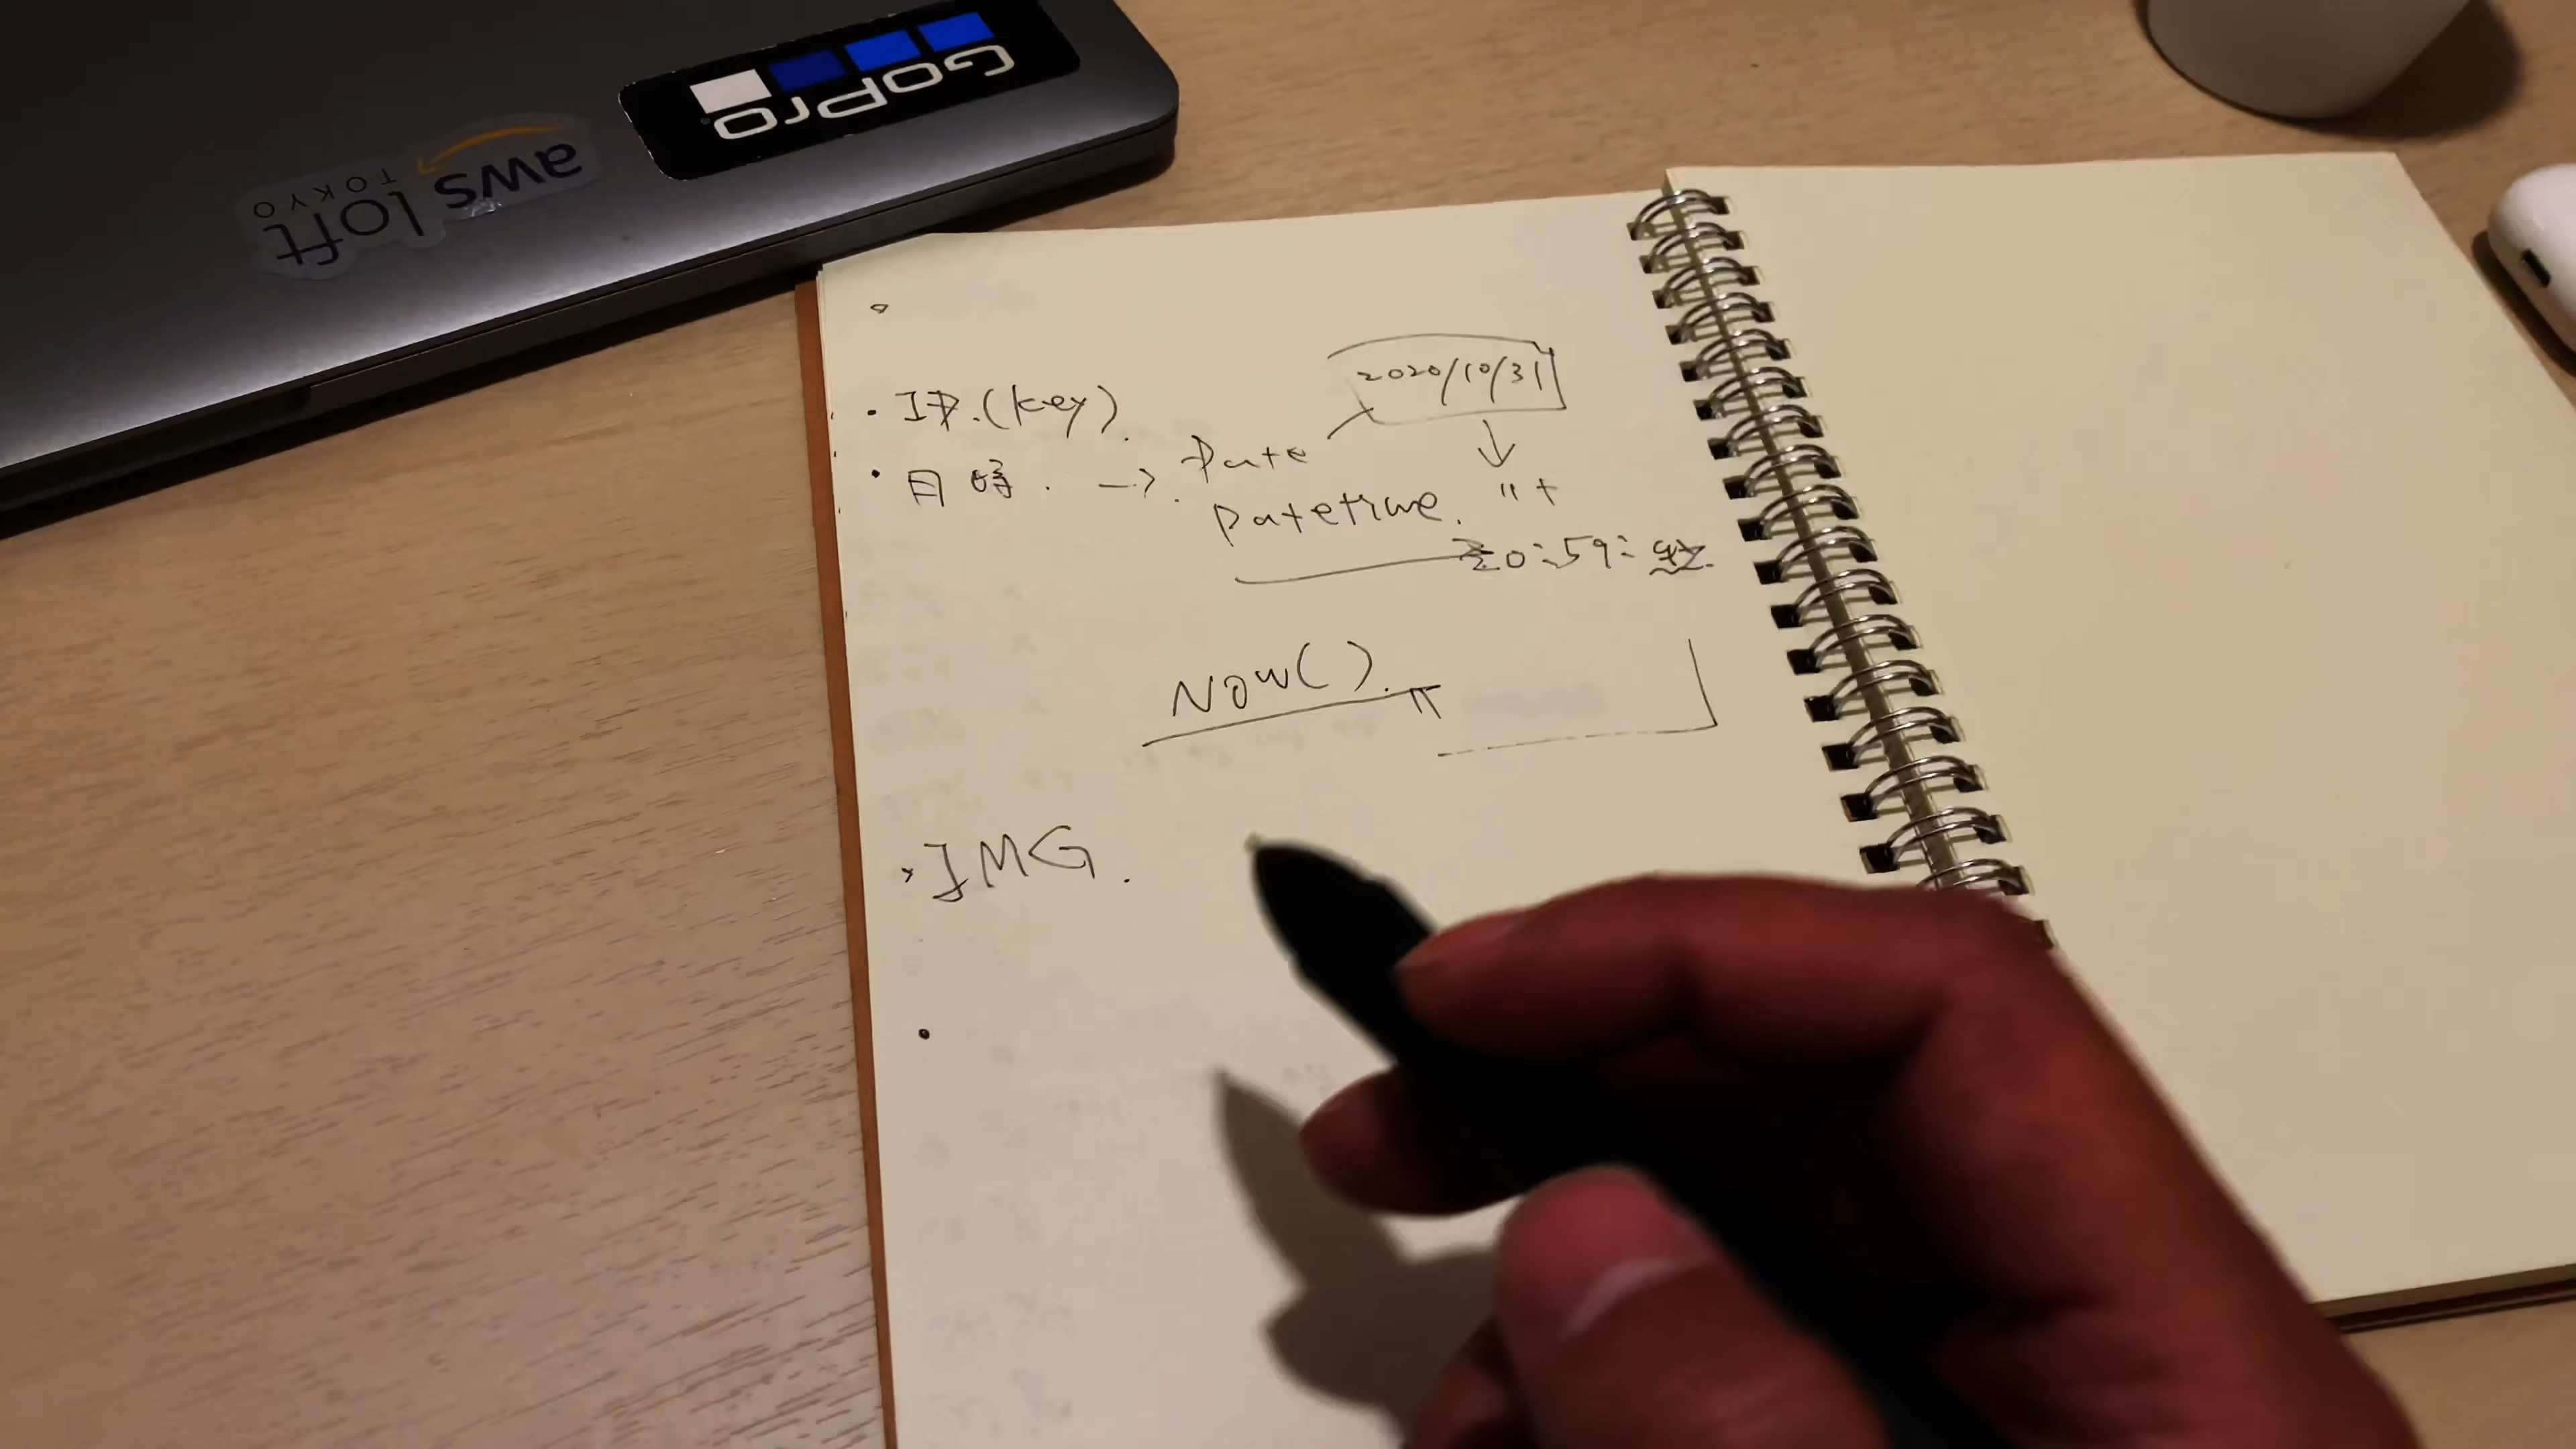 GoPro
aws loft
TOKYO
2020/10/31
・ID.(key).
・日時. → Date
Datetime. 〃+
20:59:
NOW().
・IMG.